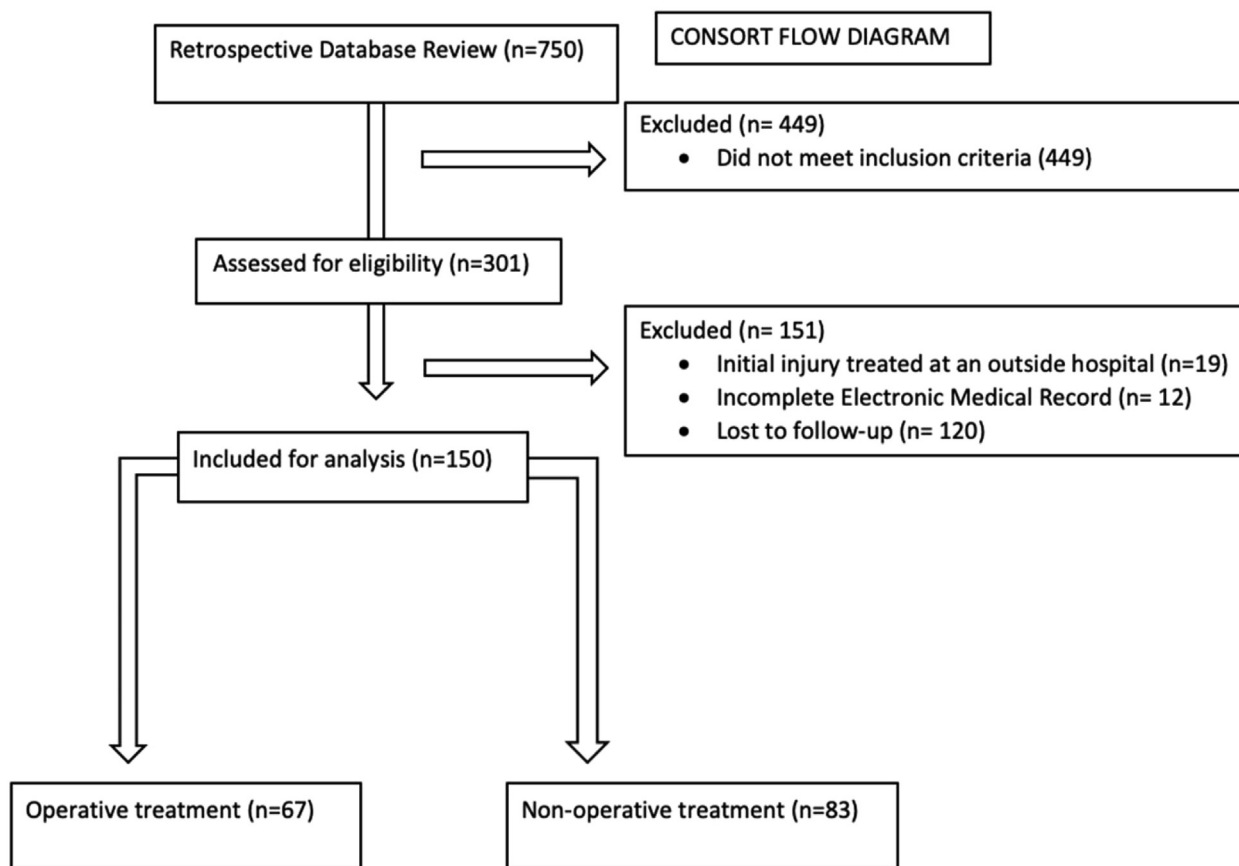 Retrospective Database Review (n=750)
CONSORT FLOW DIAGRAM
Excluded (n= 449)
• Did not meet inclusion criteria (449)
Assessed for eligibility (n=301)
Excluded (n= 151)
• Initial injury treated at an outside hospital (n=19)
• Incomplete Electronic Medical Record (n= 12)
• Lost to follow-up (n= 120)
Included for analysis (n=150)
Operative treatment (n=67)
Non-operative treatment (n=83)